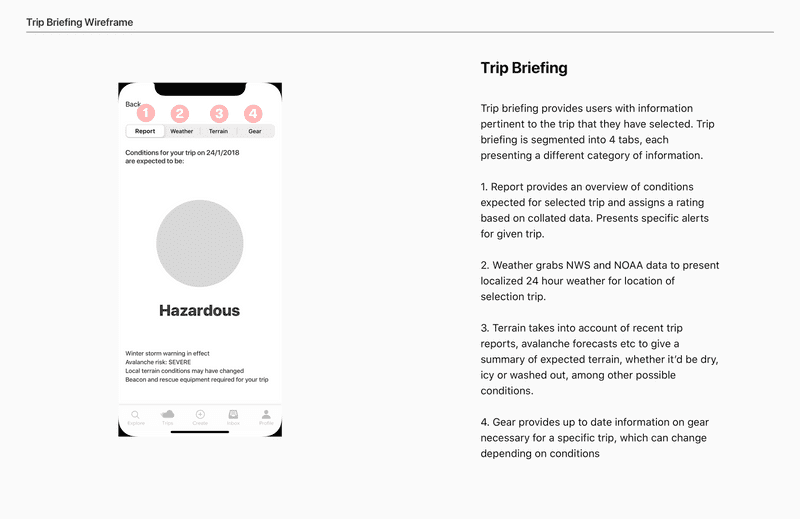 Trip Briefing Wireframe
Back
1 2 3 4
Report Weather Terrain Gear
Conditions for your trip on 24/1/2018
are expected to be:
Hazardous
Winter storm warning in effect
Avalanche risk: SEVERE
Local terrain conditions may have changed
Beacon and rescue equipment required for your trip
Explore Trips Create Inbox Profile
Trip Briefing
Trip briefing provides users with information
pertinent to the trip that they have selected. Trip
briefing is segmented into 4 tabs, each
presenting a different category of information.
1. Report provides an overview of conditions
expected for selected trip and assigns a rating
based on collated data. Presents specific alerts
for given trip.
2. Weather grabs NWS and NOAA data to present
localized 24 hour weather for location of
selection trip.
3. Terrain takes into account of recent trip
reports, avalanche forecasts etc to give a
summary of expected terrain, whether it'd be dry,
icy or washed out, among other possible
conditions.
4. Gear provides up to date information on gear
necessary for a specific trip, which can change
depending on conditions